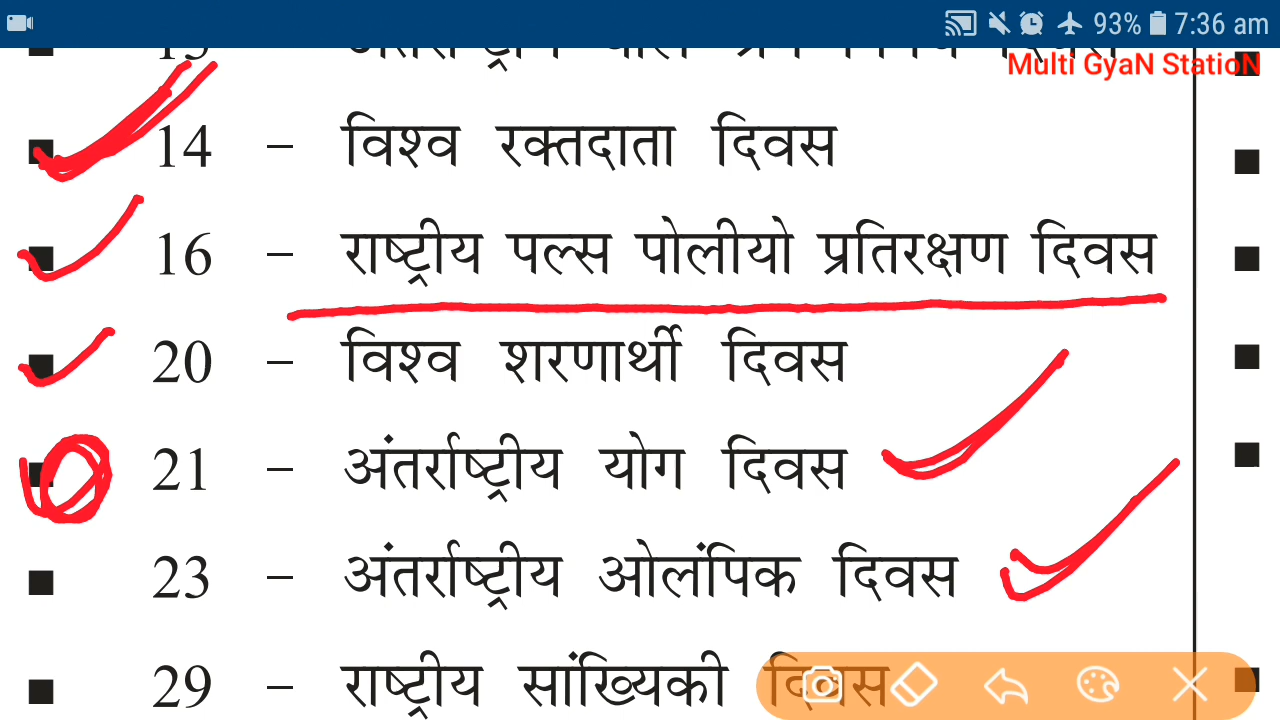 93% 7:36 am
Multi GyaN StatioN
14 – विश्व रक्तदाता दिवस
16 – राष्ट्रीय पल्स पोलीयो प्रतिरक्षण दिवस
20 – विश्व शरणार्थी दिवस
21 – अंतर्राष्ट्रीय योग दिवस
23 – अंतर्राष्ट्रीय ओलंपिक दिवस
29 – राष्ट्रीय सांख्यिकी दिवस